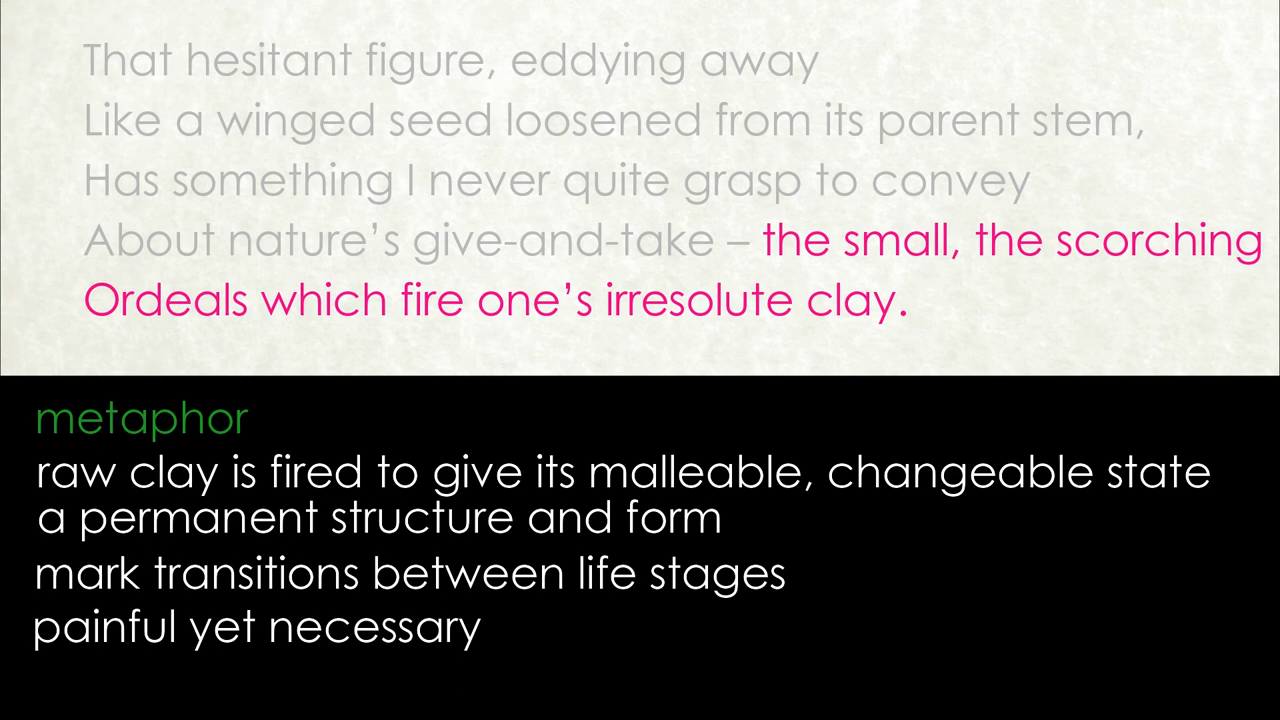 That hesitant figure, eddying away
Like a winged seed loosened from its parent stem,
Has something I never quite grasp to convey
About nature’s give-and-take – the small, the scorching
Ordeals which fire one’s irresolute clay.
metaphor
raw clay is fired to give its malleable, changeable state
a permanent structure and form
mark transitions between life stages
painful yet necessary